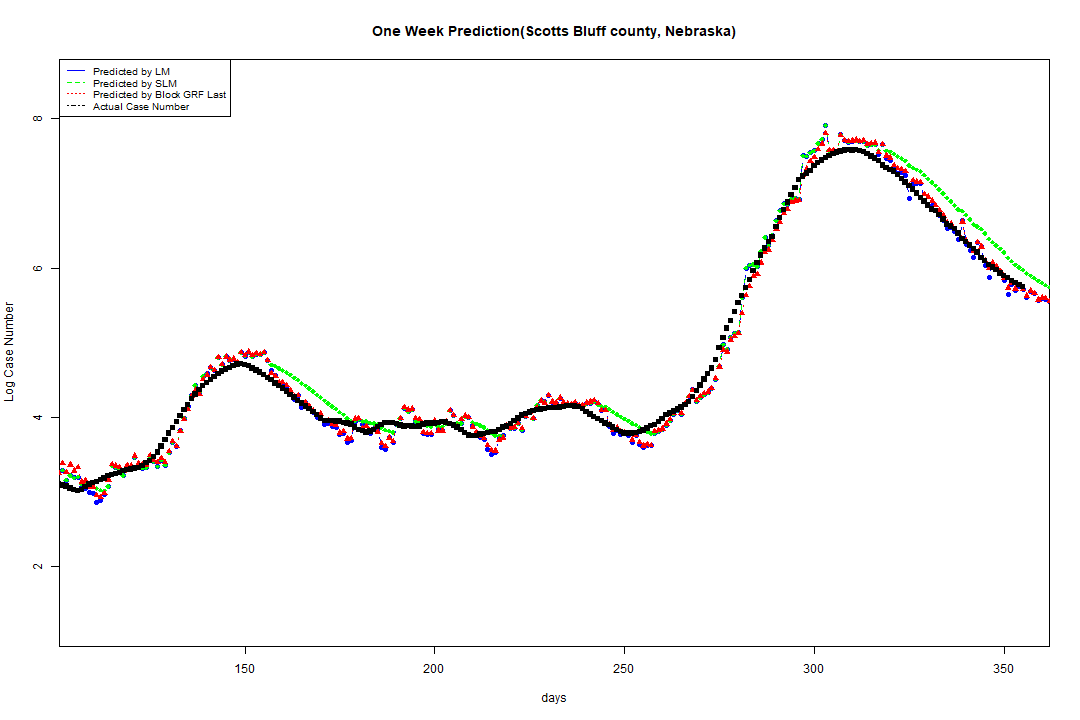 One Week Prediction(Scotts Bluff county, Nebraska)
Predicted by LM
Predicted by SLM
Predicted by Block GRF Last
Actual Case Number
8
6
4
2
Log Case Number
150 200 250 300 350
days